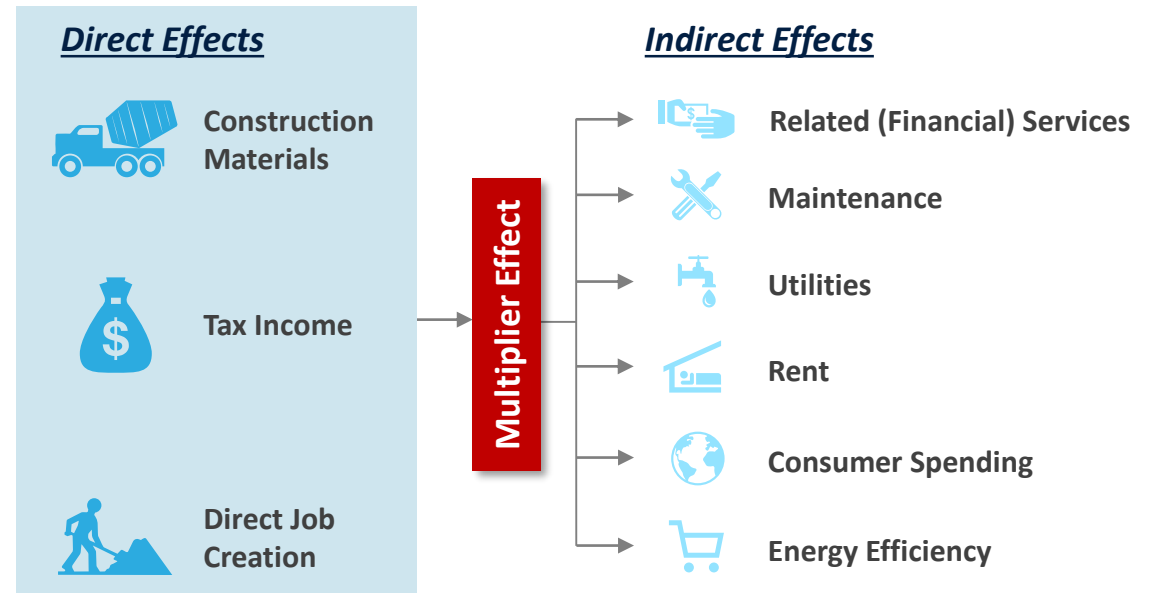 Direct Effects
Construction
Materials
$
Tax Income
Direct Job
Creation
Multiplier Effect
Indirect Effects
$
Related (Financial) Services
Maintenance
Utilities
Rent
Consumer Spending
Energy Efficiency